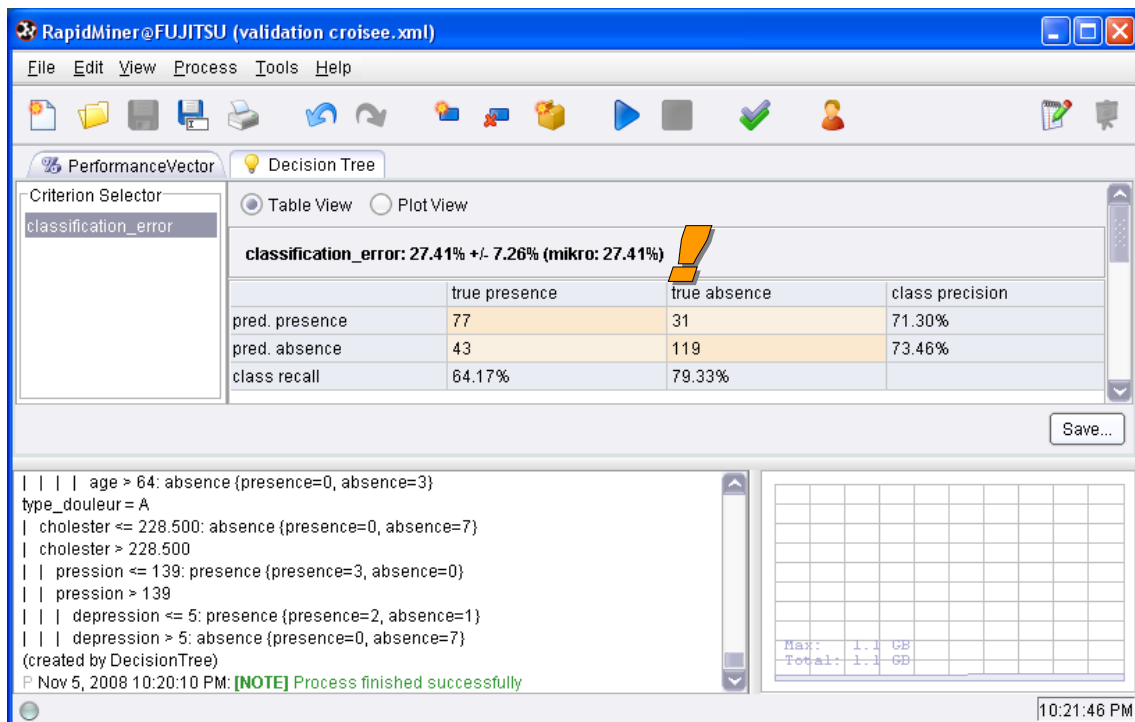 RapidMiner@FUJITSU (validation croisee.xml)
File Edit View Process Tools Help
% PerformanceVector Decision Tree
Criterion Selector
classification_error
Table View Plot View
classification_error: 27.41% +/- 7.26% (mikro: 27.41%)
true presence true absence class precision
pred. presence 77 31 71.30%
pred. absence 43 119 73.46%
class recall 64.17% 79.33%
Save...
| | | | age > 64: absence {presence=0, absence=3}
type_douleur = A
| cholester <= 228.500: absence {presence=0, absence=7}
| cholester > 228.500
| | pression <= 139: presence {presence=3, absence=0}
| | pression > 139
| | | depression <= 5: presence {presence=2, absence=1}
| | | depression > 5: absence {presence=0, absence=7}
(created by DecisionTree)
P Nov 5, 2008 10:20:10 PM: [NOTE] Process finished successfully
Max: 1.1 GB
Total: 1.1 GB
10:21:46 PM